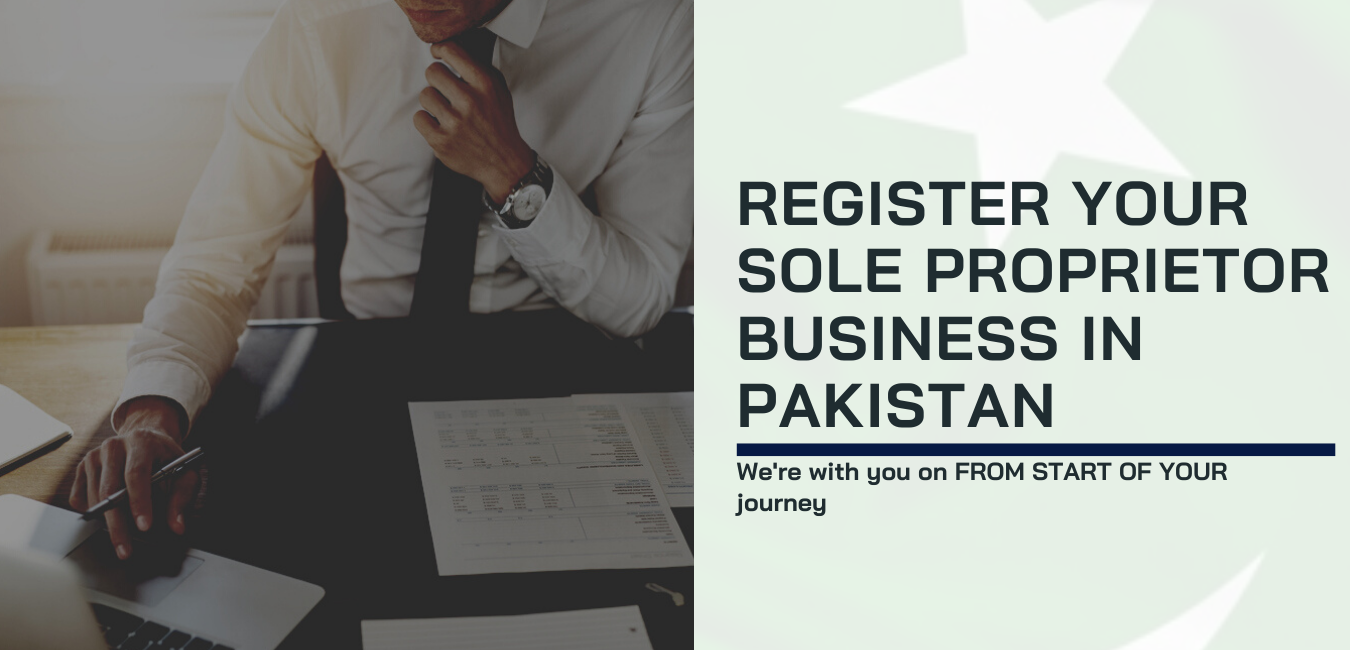 REGISTER YOUR
SOLE PROPRIETOR
BUSINESS IN
PAKISTAN
We're with you on FROM START OF YOUR
journey